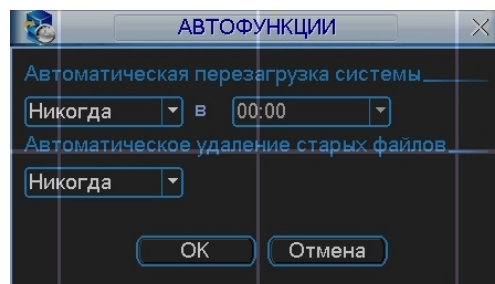 АВТОФУНКЦИИ
Автоматическая перезагрузка системы
Никогда в 00:00
Автоматическое удаление старых файлов
Никогда
OK Отмена